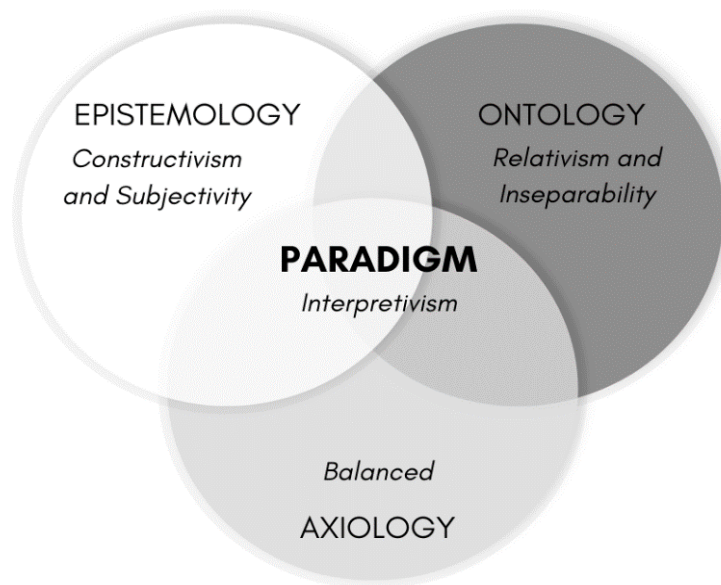 EPISTEMOLOGY
Constructivism
and Subjectivity
ONTOLOGY
Relativism and
Inseparability
PARADIGM
Interpretivism
Balanced
AXIOLOGY